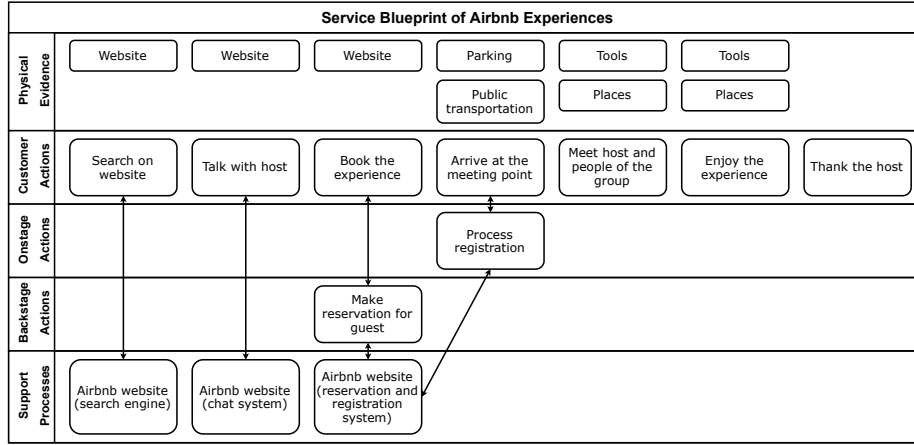 Service Blueprint of Airbnb Experiences
Physical
Evidence
Website
Website
Website
Parking
Tools
Tools
Public
transportation
Places
Places
Customer
Actions
Search on
website
Talk with host
Book the
experience
Arrive at the
meeting point
Meet host and
people of the
group
Enjoy the
experience
Thank the host
Onstage
Actions
Process
registration
Backstage
Actions
Make
reservation for
guest
Support
Processes
Airbnb website
(search engine)
Airbnb website
(chat system)
Airbnb website
(reservation and
registration
system)